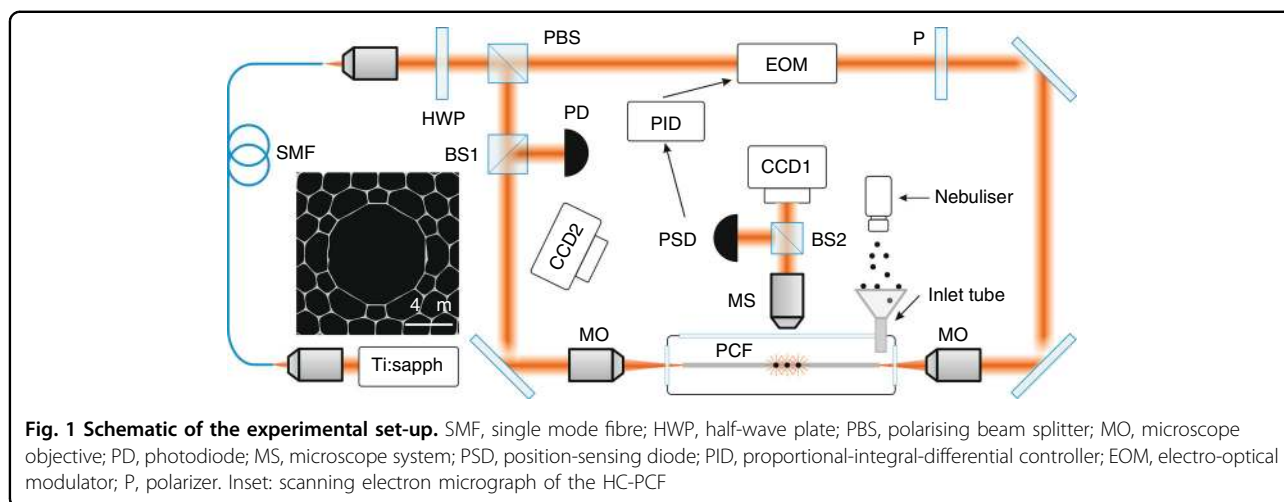 PBS
P
EOM
HWP
PD
PID
SMF
BS1
CCD1
Nebuliser
CCD2
PSD
BS2
4 m
MS
Inlet tube
MO
PCF
MO
Ti:sapph
Fig. 1 Schematic of the experimental set-up. SMF, single mode fibre; HWP, half-wave plate; PBS, polarising beam splitter; MO, microscope
objective; PD, photodiode; MS, microscope system; PSD, position-sensing diode; PID, proportional-integral-differential controller; EOM, electro-optical
modulator; P, polarizer. Inset: scanning electron micrograph of the HC-PCF